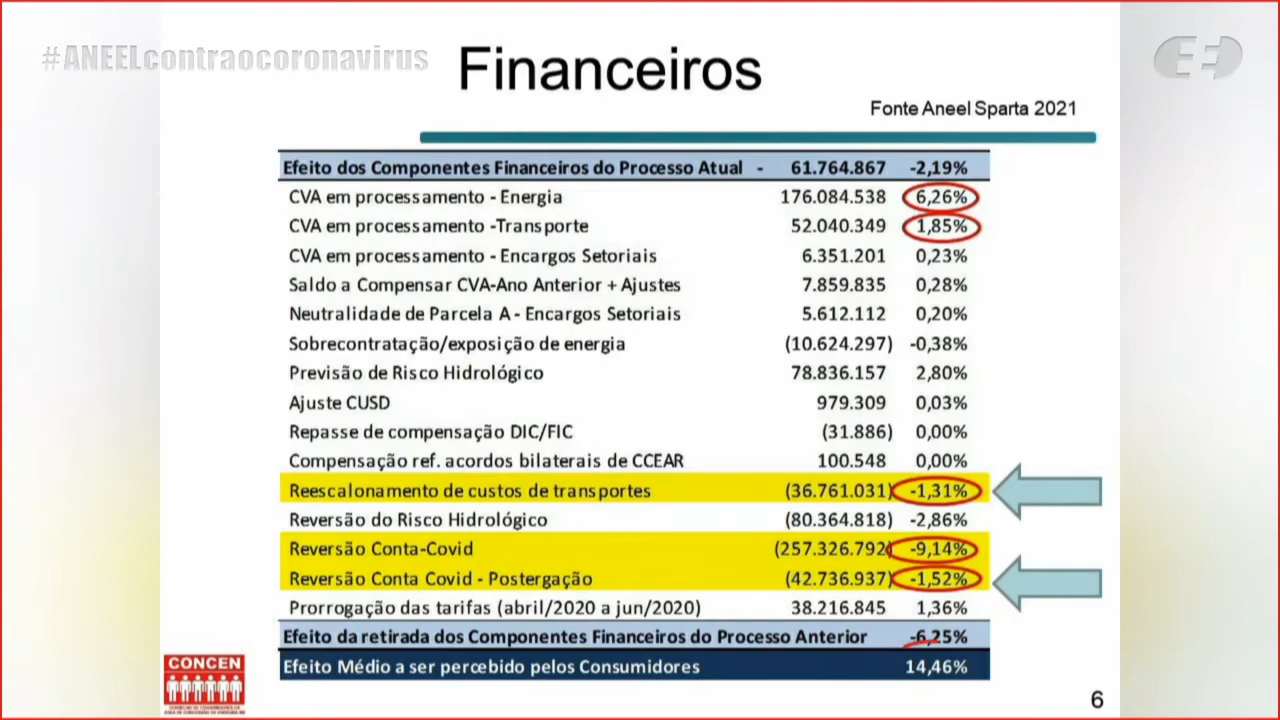 #ANEELcontraocoronavirus
Financeiros
Fonte Aneel Sparta 2021
Efeito dos Componentes Financeiros do Processo Atual - 61.764.867 -2,19%
CVA em processamento - Energia 176.084.538 6,26%
CVA em processamento -Transporte 52.040.349 1,85%
CVA em processamento - Encargos Setoriais 6.351.201 0,23%
Saldo a Compensar CVA-Ano Anterior + Ajustes 7.859.835 0,28%
Neutralidade de Parcela A - Encargos Setoriais 5.612.112 0,20%
Sobrecontratação/exposição de energia (10.624.297) -0,38%
Previsão de Risco Hidrológico 78.836.157 2,80%
Ajuste CUSD 979.309 0,03%
Repasse de compensação DIC/FIC (31.886) 0,00%
Compensação ref. acordos bilaterais de CCEAR 100.548 0,00%
Reescalonamento de custos de transportes (36.761.031) -1,31%
Reversão do Risco Hidrológico (80.364.818) -2,86%
Reversão Conta-Covid (257.326.792) -9,14%
Reversão Conta Covid - Postergação (42.736.937) -1,52%
Prorrogação das tarifas (abril/2020 a jun/2020) 38.216.845 1,36%
Efeito da retirada dos Componentes Financeiros do Processo Anterior -6,25%
Efeito Médio a ser percebido pelos Consumidores 14,46%
CONCEN
6